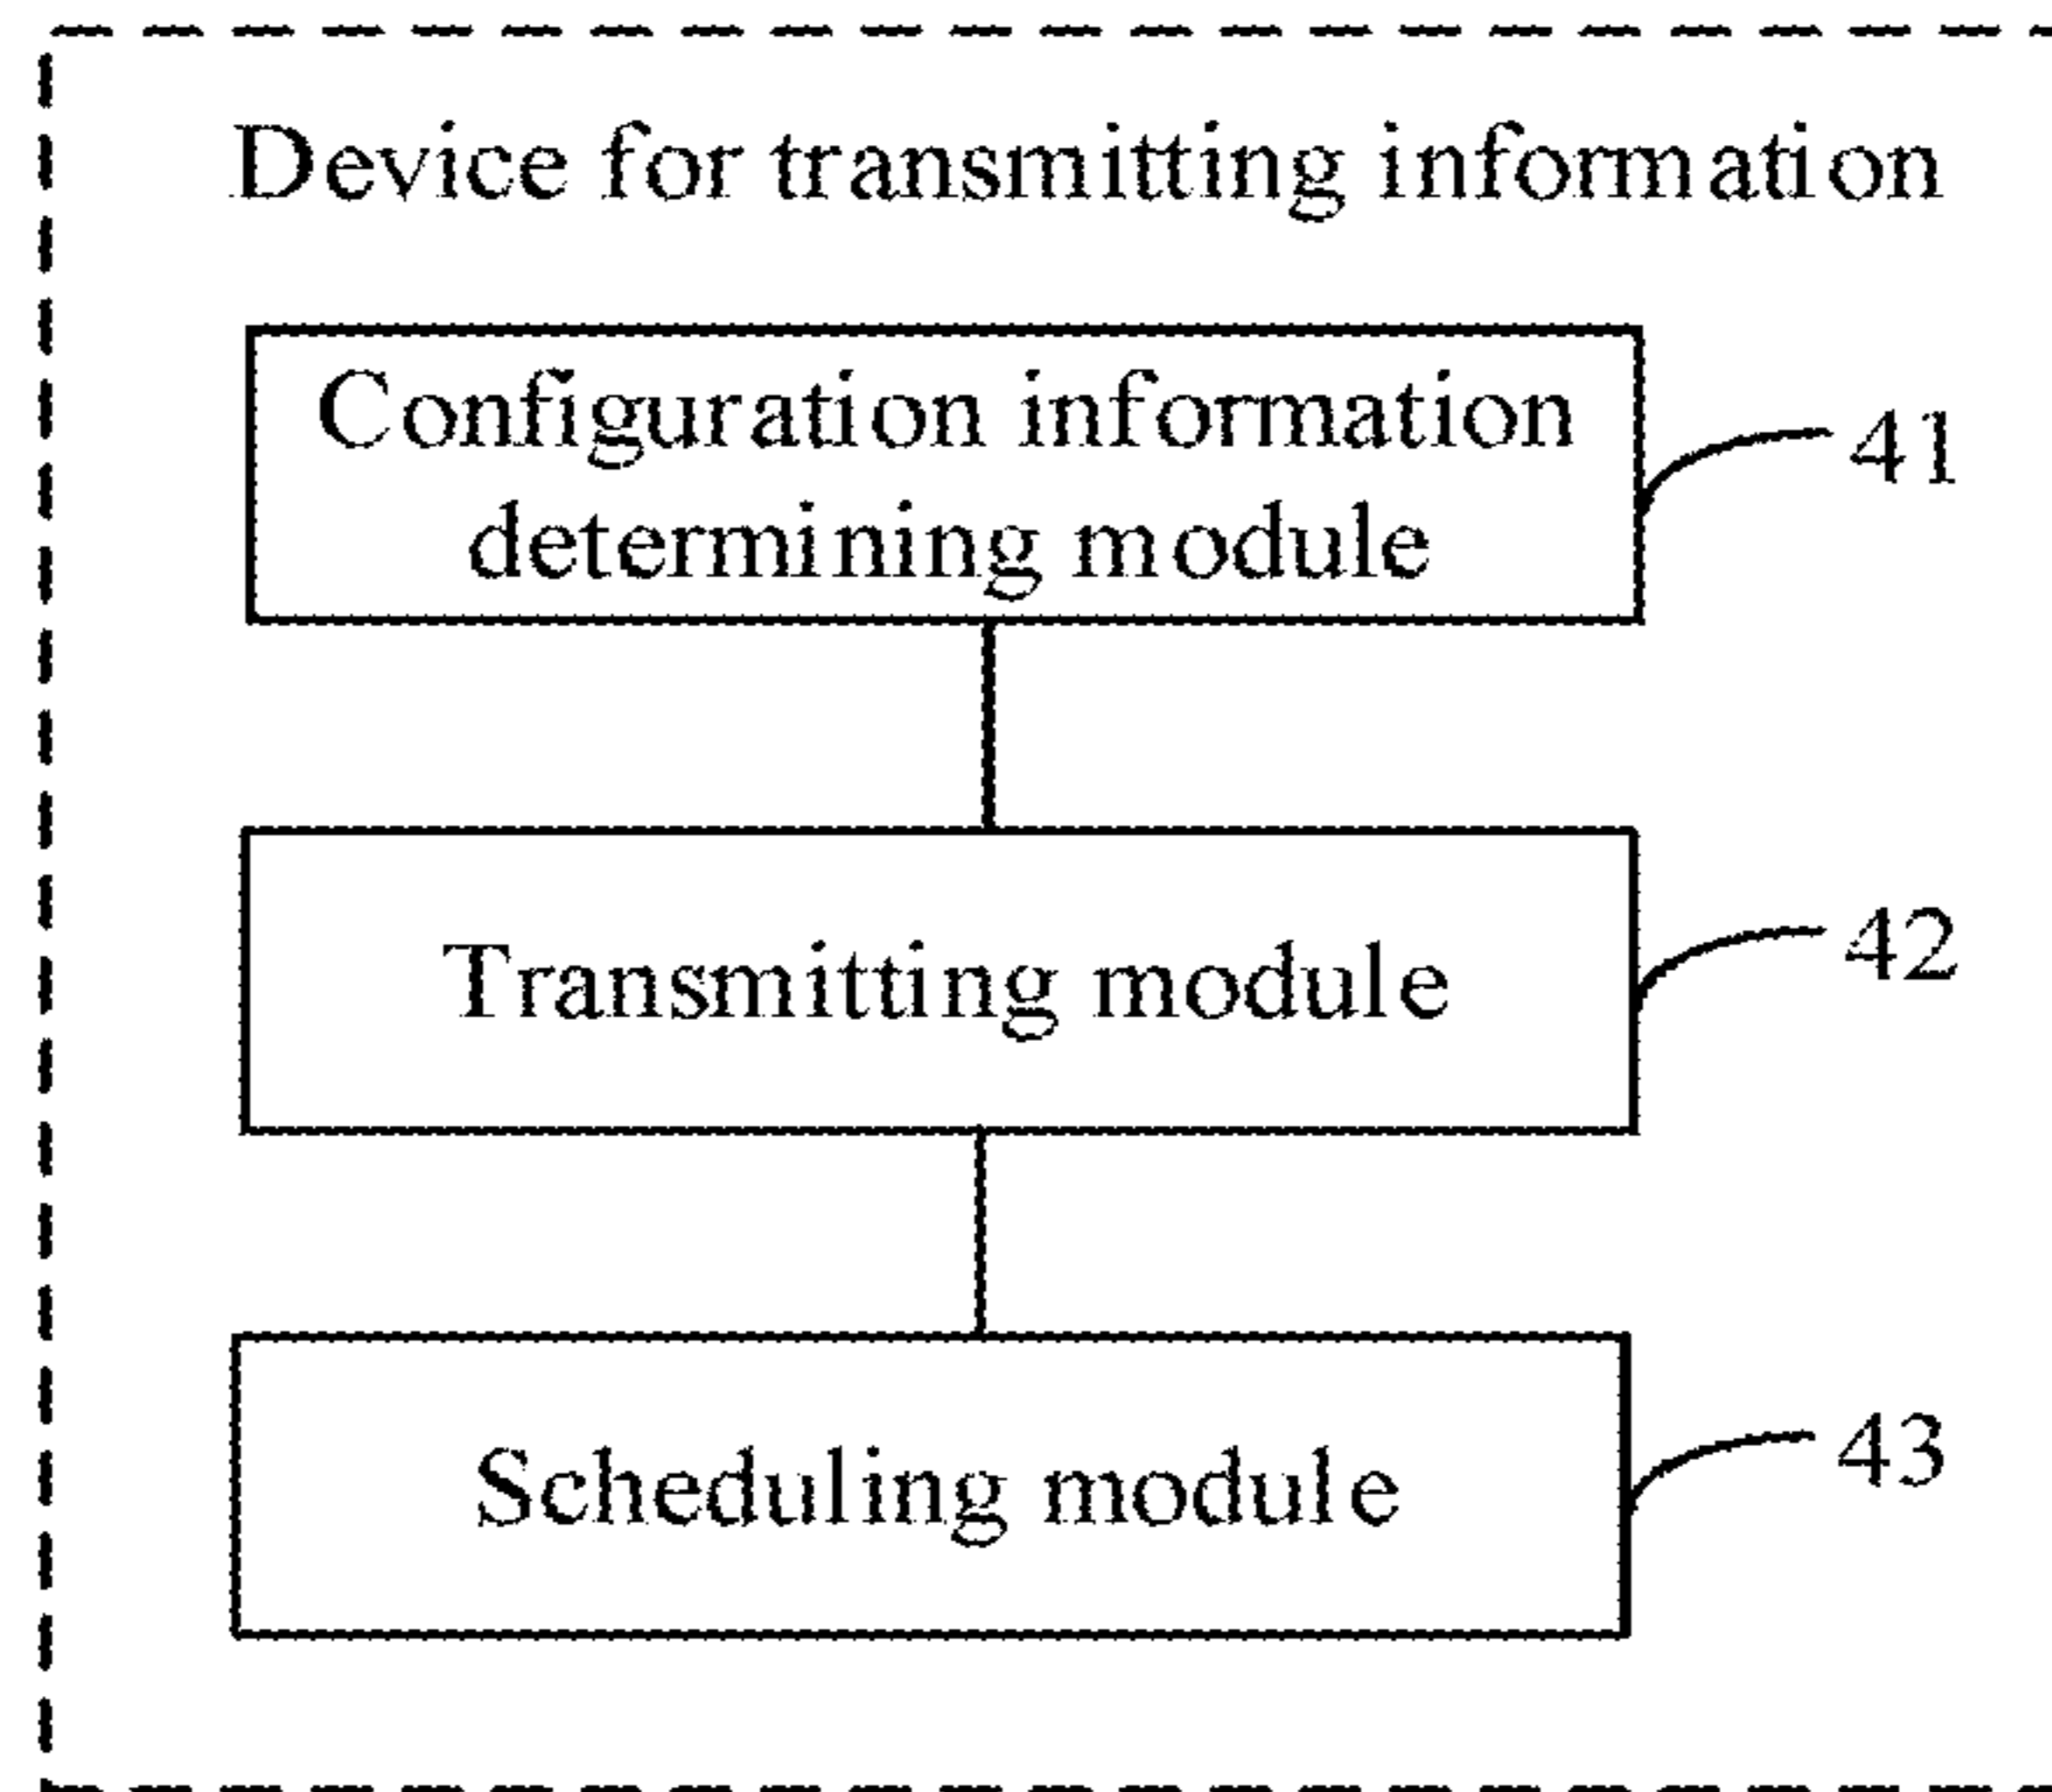 Device for transmitting information
Configuration information
determining module
41
Transmitting module
42
Scheduling module
43